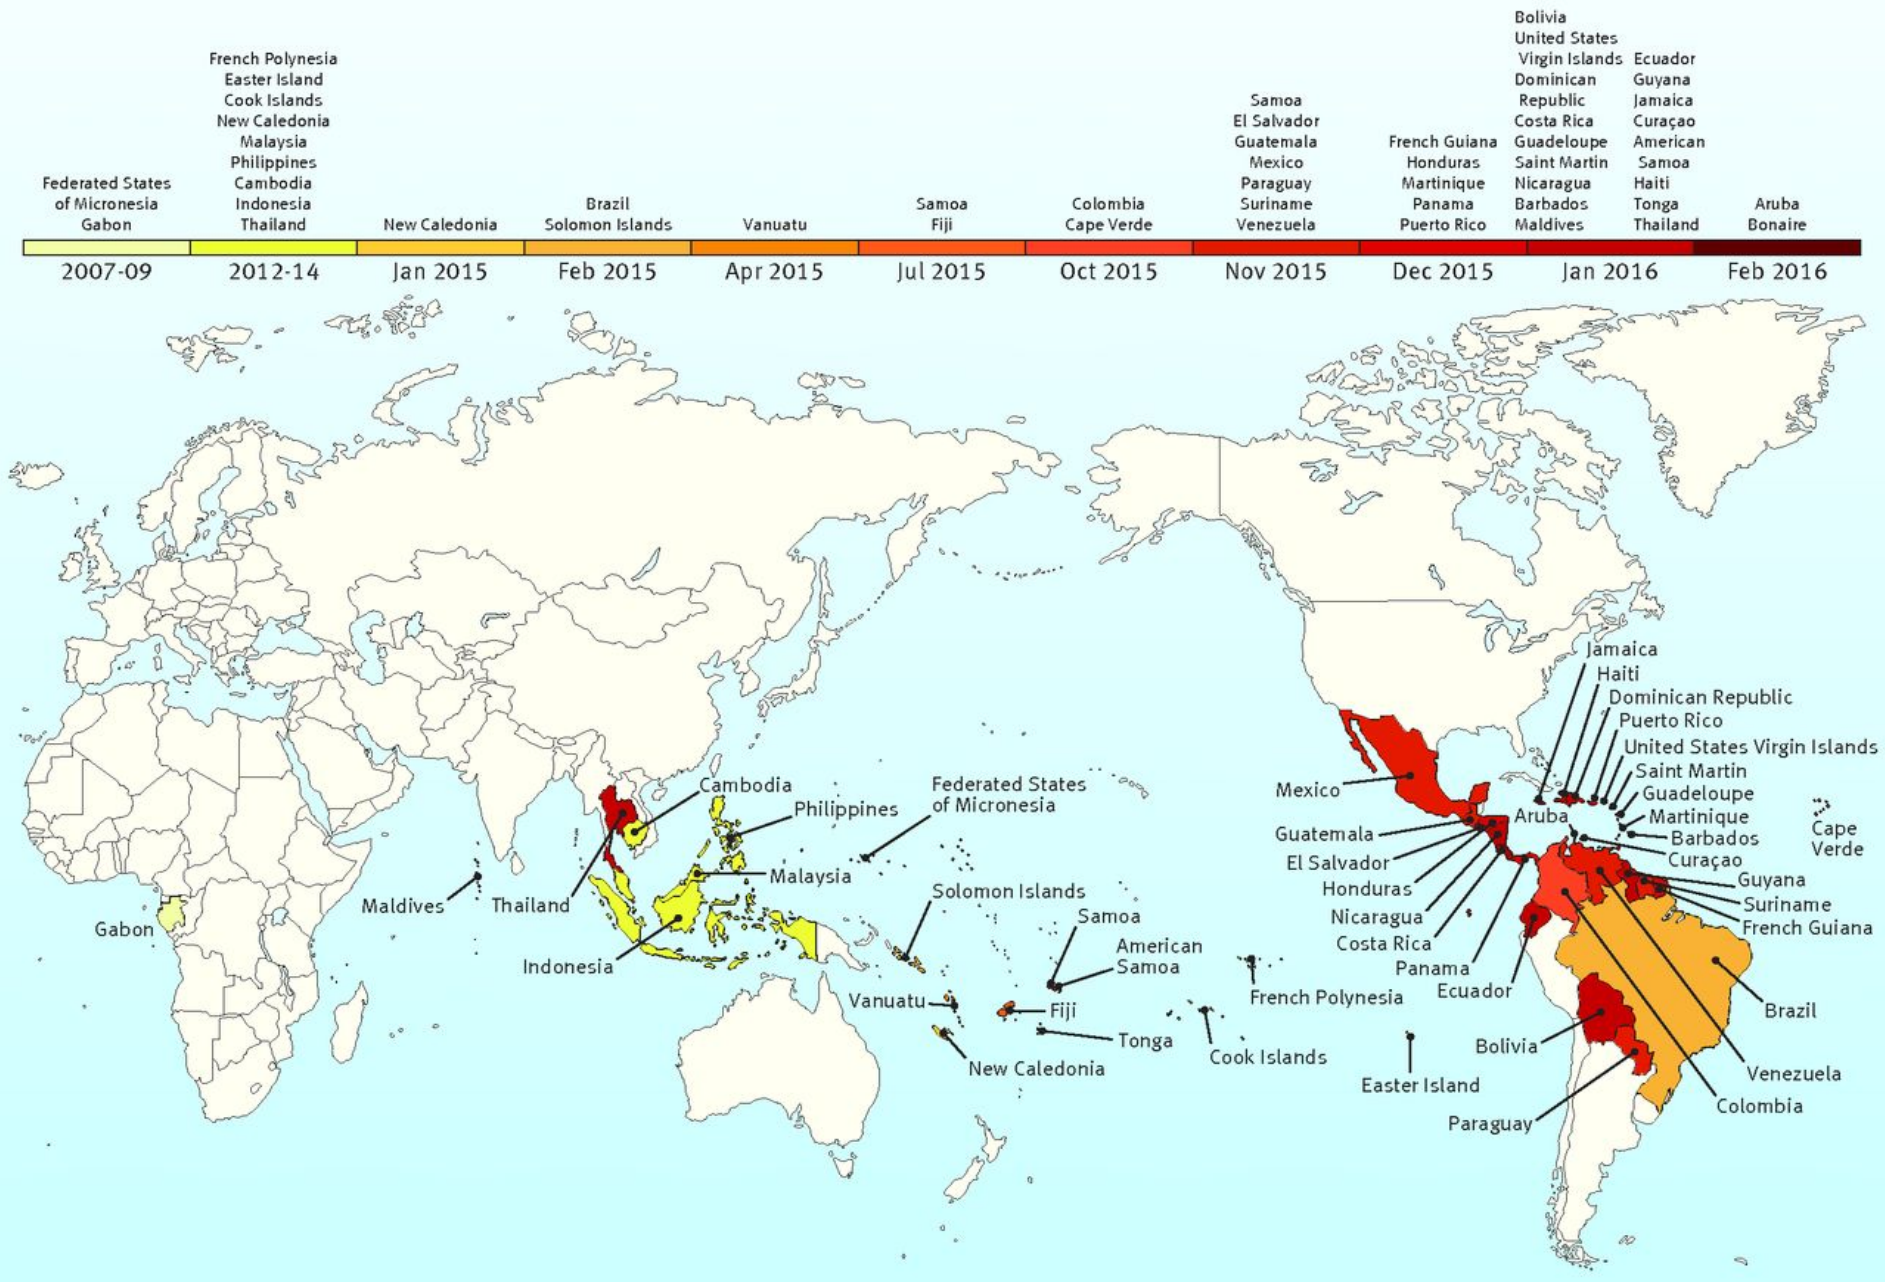 Federated States
of Micronesia
Gabon
2007-09
French Polynesia
Easter Island
Cook Islands
New Caledonia
Malaysia
Philippines
Cambodia
Indonesia
Thailand
2012-14
New Caledonia
Jan 2015
Brazil
Solomon Islands
Feb 2015
Vanuatu
Apr 2015
Samoa
Fiji
Jul 2015
Colombia
Cape Verde
Oct 2015
Samoa
El Salvador
Guatemala
Mexico
Paraguay
Suriname
Venezuela
Nov 2015
French Guiana
Honduras
Martinique
Panama
Puerto Rico
Dec 2015
Bolivia
United States
Virgin Islands
Dominican
Republic
Costa Rica
Guadeloupe
Saint Martin
Nicaragua
Barbados
Maldives
Ecuador
Guyana
Jamaica
Curaçao
American
Samoa
Haiti
Tonga
Thailand
Jan 2016
Aruba
Bonaire
Feb 2016
Jamaica
Haiti
Dominican Republic
Puerto Rico
United States Virgin Islands
Saint Martin
Guadeloupe
Martinique
Barbados
Curaçao
Aruba
Cape
Verde
Guyana
Suriname
French Guiana
Mexico
Guatemala
El Salvador
Honduras
Nicaragua
Costa Rica
Panama
Ecuador
Brazil
Bolivia
Venezuela
Colombia
Paraguay
Cambodia
Philippines
Federated States
of Micronesia
Malaysia
Thailand
Maldives
Gabon
Indonesia
Solomon Islands
Samoa
American
Samoa
Vanuatu
Fiji
Tonga
New Caledonia
French Polynesia
Cook Islands
Easter Island